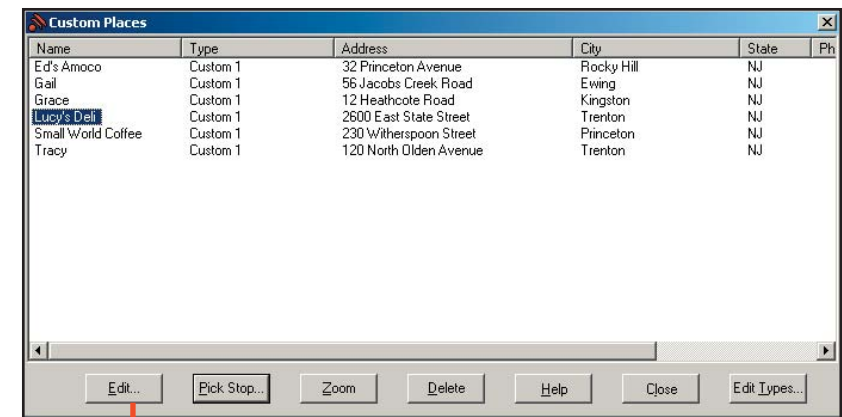 Custom Places
Name Type Address City State Ph
Ed's Amoco Custom 1 32 Princeton Avenue Rocky Hill NJ
Gail Custom 1 56 Jacobs Creek Road Ewing NJ
Grace Custom 1 12 Heathcote Road Kingston NJ
Lucy's Deli Custom 1 2600 East State Street Trenton NJ
Small World Coffee Custom 1 230 Witherspoon Street Princeton NJ
Tracy Custom 1 120 North Olden Avenue Trenton NJ
Edit... Pick Stop... Zoom Delete Help Close Edit Types...